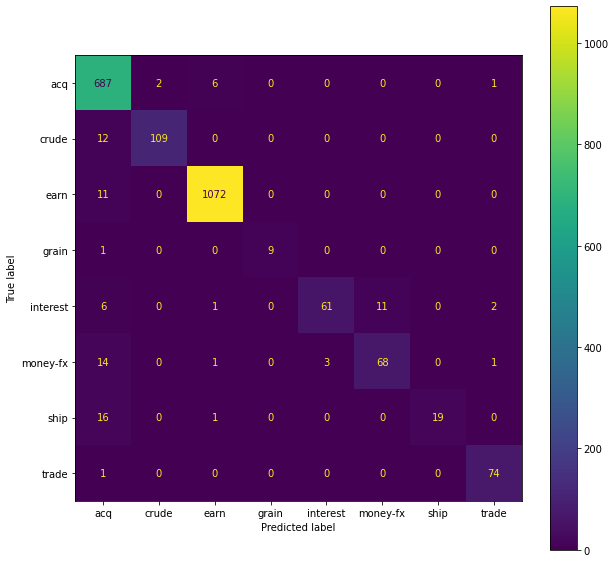 acq 687 2 6 0 0 0 0 1
crude 12 109 0 0 0 0 0 0
earn 11 0 1072 0 0 0 0 0
grain 1 0 0 9 0 0 0 0
interest 6 0 1 0 61 11 0 2
money-fx 14 0 1 0 3 68 0 1
ship 16 0 1 0 0 0 19 0
trade 1 0 0 0 0 0 0 74
acq crude earn grain interest money-fx ship trade
Predicted label
True label
1000
800
600
400
200
0